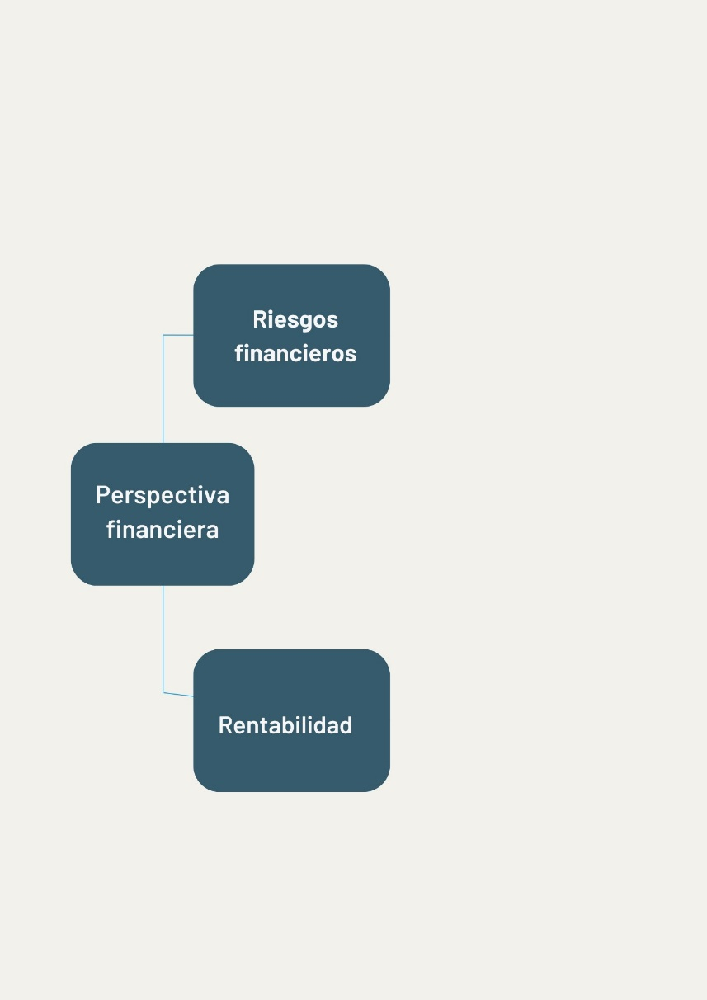 Riesgos
financieros
Perspectiva
financiera
Rentabilidad